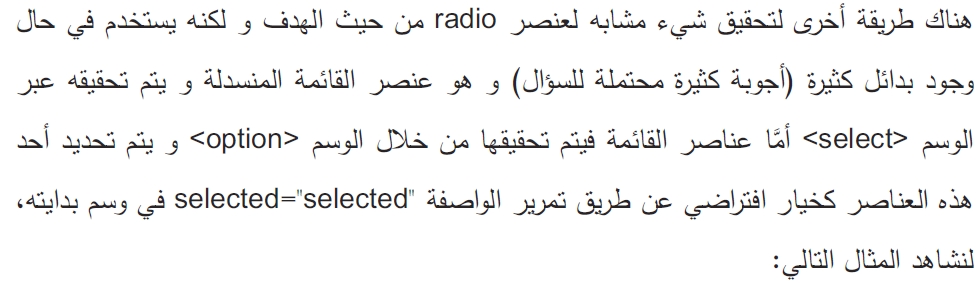 هناك طريقة أخرى لتحقيق شيء مشابه لعنصر radio من حيث الهدف و لكنه يستخدم في حال
وجود بدائل كثيرة (أجوبة كثيرة محتملة للسؤال) و هو عنصر القائمة المنسدلة و يتم تحقيقه عبر
الوسم <select> أمَّا عناصر القائمة فيتم تحقيقها من خلال الوسم <option> و يتم تحديد أحد
هذه العناصر كخيار افتراضي عن طريق تمرير الواصفة "selected="selected في وسم بدايته،
لنشاهد المثال التالي: